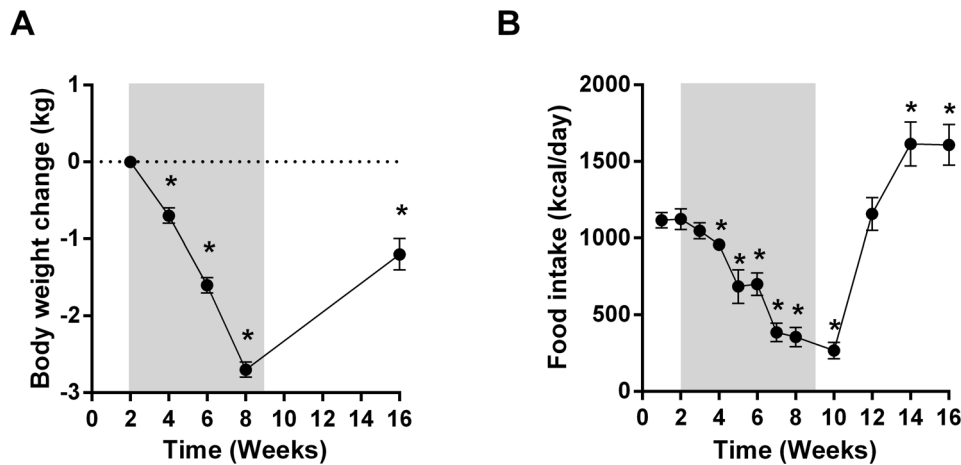 A
Body weight change (kg)
1
0
-1
-2
-3
*
*
*
*
0 2 4 6 8 10 12 14 16
Time (Weeks)
B
Food intake (kcal/day)
2000
1500
1000
500
0
*
*
*
*
*
*
*
*
0 2 4 6 8 10 12 14 16
Time (Weeks)